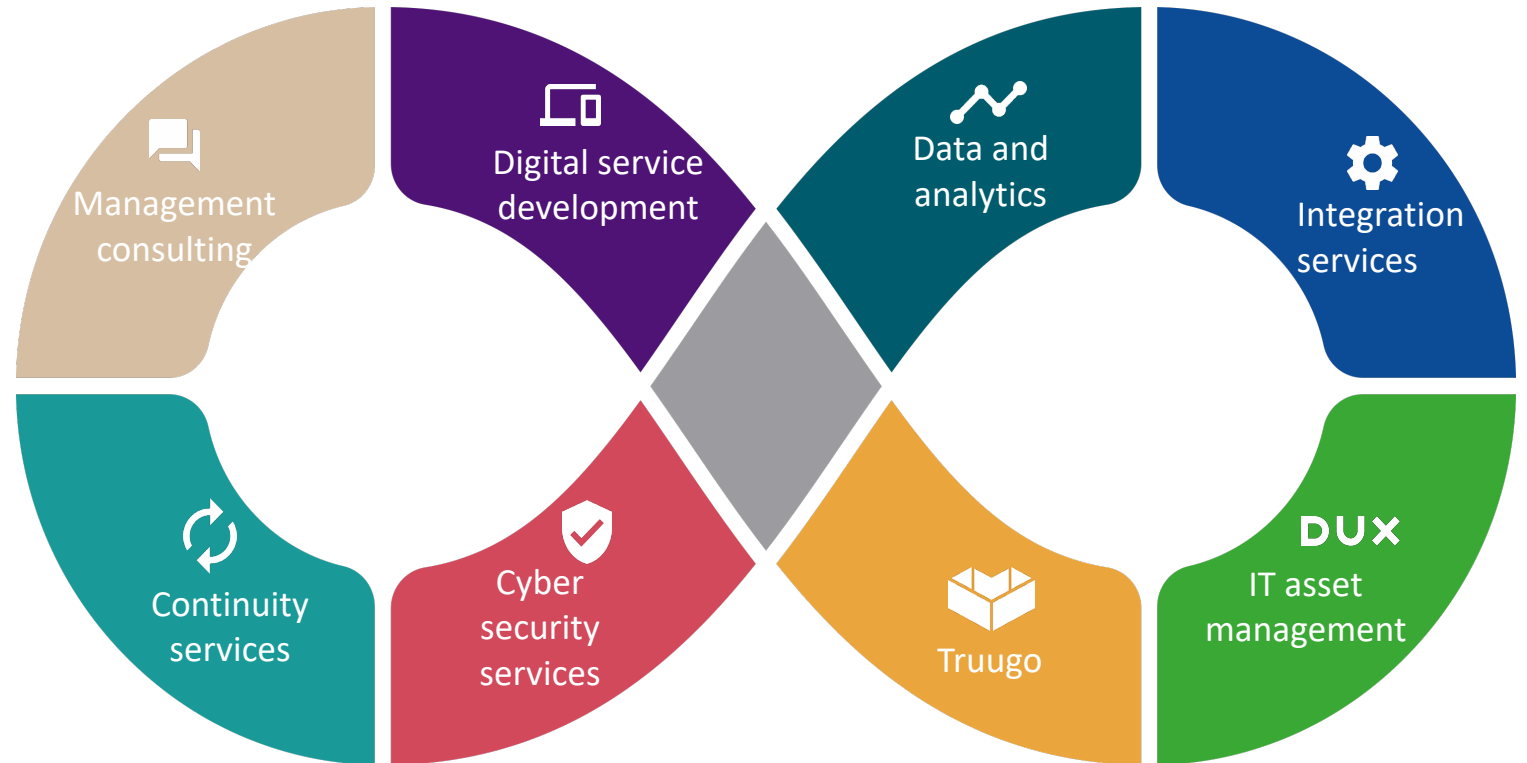 Management
consulting
Digital service
development
Data and
analytics
Integration
services
Continuity
services
Cyber
security
services
Truugo
DUX
IT asset
management